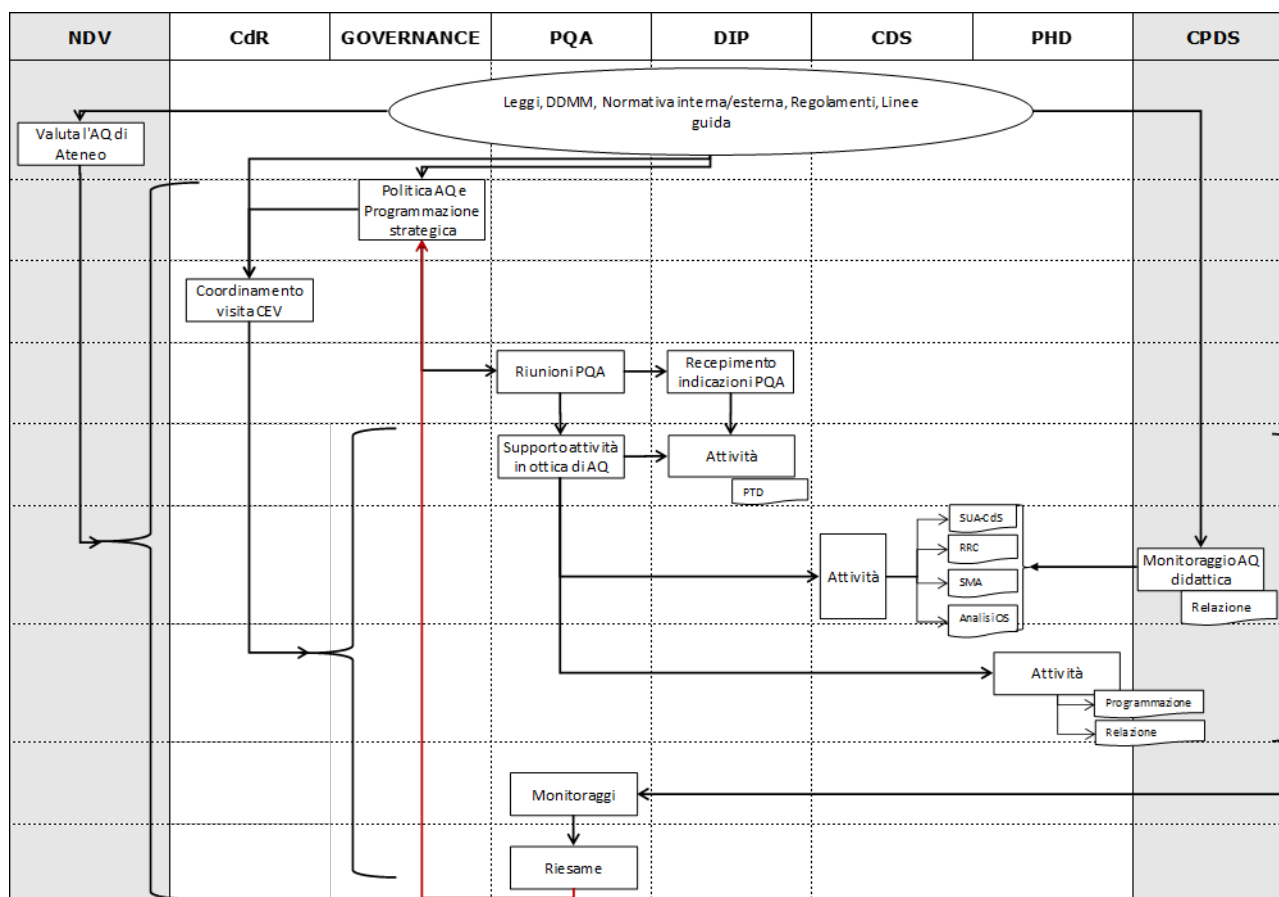 NDV
CdR
GOVERNANCE
PQA
DIP
CDS
PHD
CPDS
Leggi, DDMM, Normativa interna/esterna, Regolamenti, Linee
guida
Valuta l'AQ di
Ateneo
Politica AQ e
Programmazione
strategica
Coordinamento
visita CEV
Riunioni PQA
Recepimento
indicazioni PQA
Supporto attività
in ottica di AQ
Attività
PTD
Attività
SUA-CdS
RRC
SMA
Analisi OS
Monitoraggio AQ
didattica
Relazione
Attività
Programmazione
Relazione
Monitoraggi
Riesame